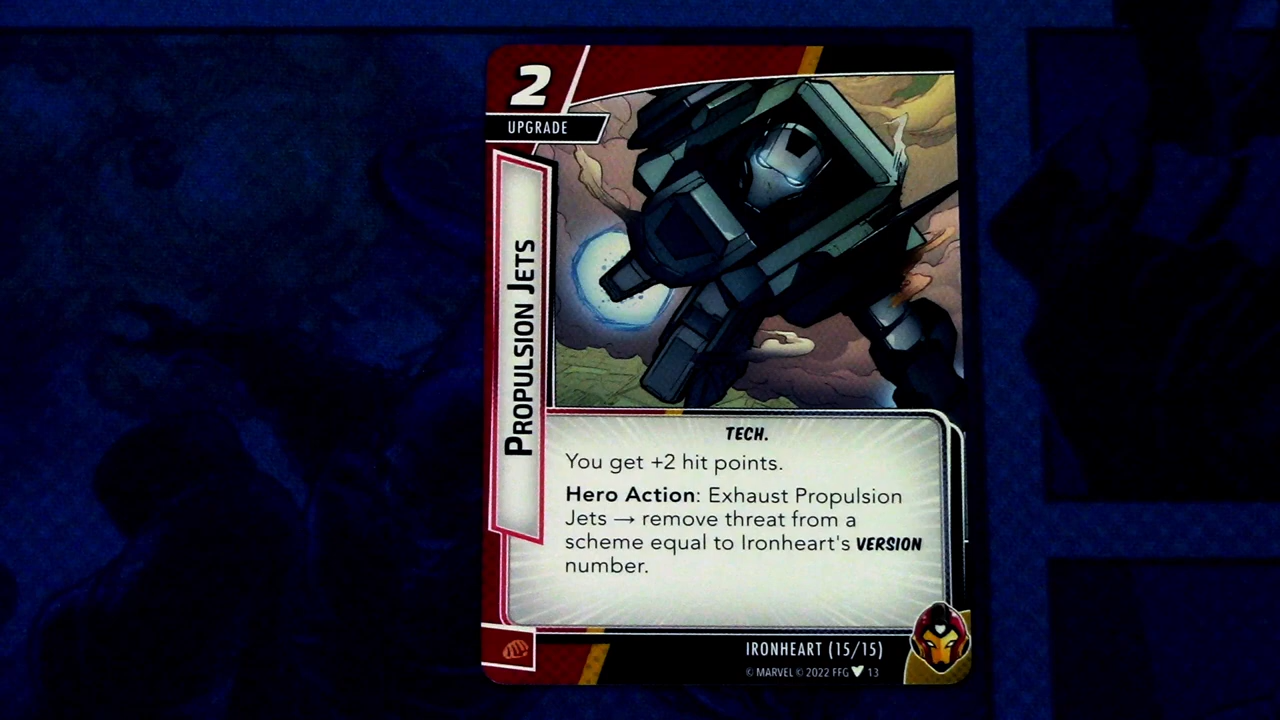 2
UPGRADE
PROPULSION JETS
TECH.
You get +2 hit points.
Hero Action: Exhaust Propulsion
Jets → remove threat from a
scheme equal to Ironheart's VERSION
number.
IRONHEART (15/15)
© MARVEL © 2022 FFG 13